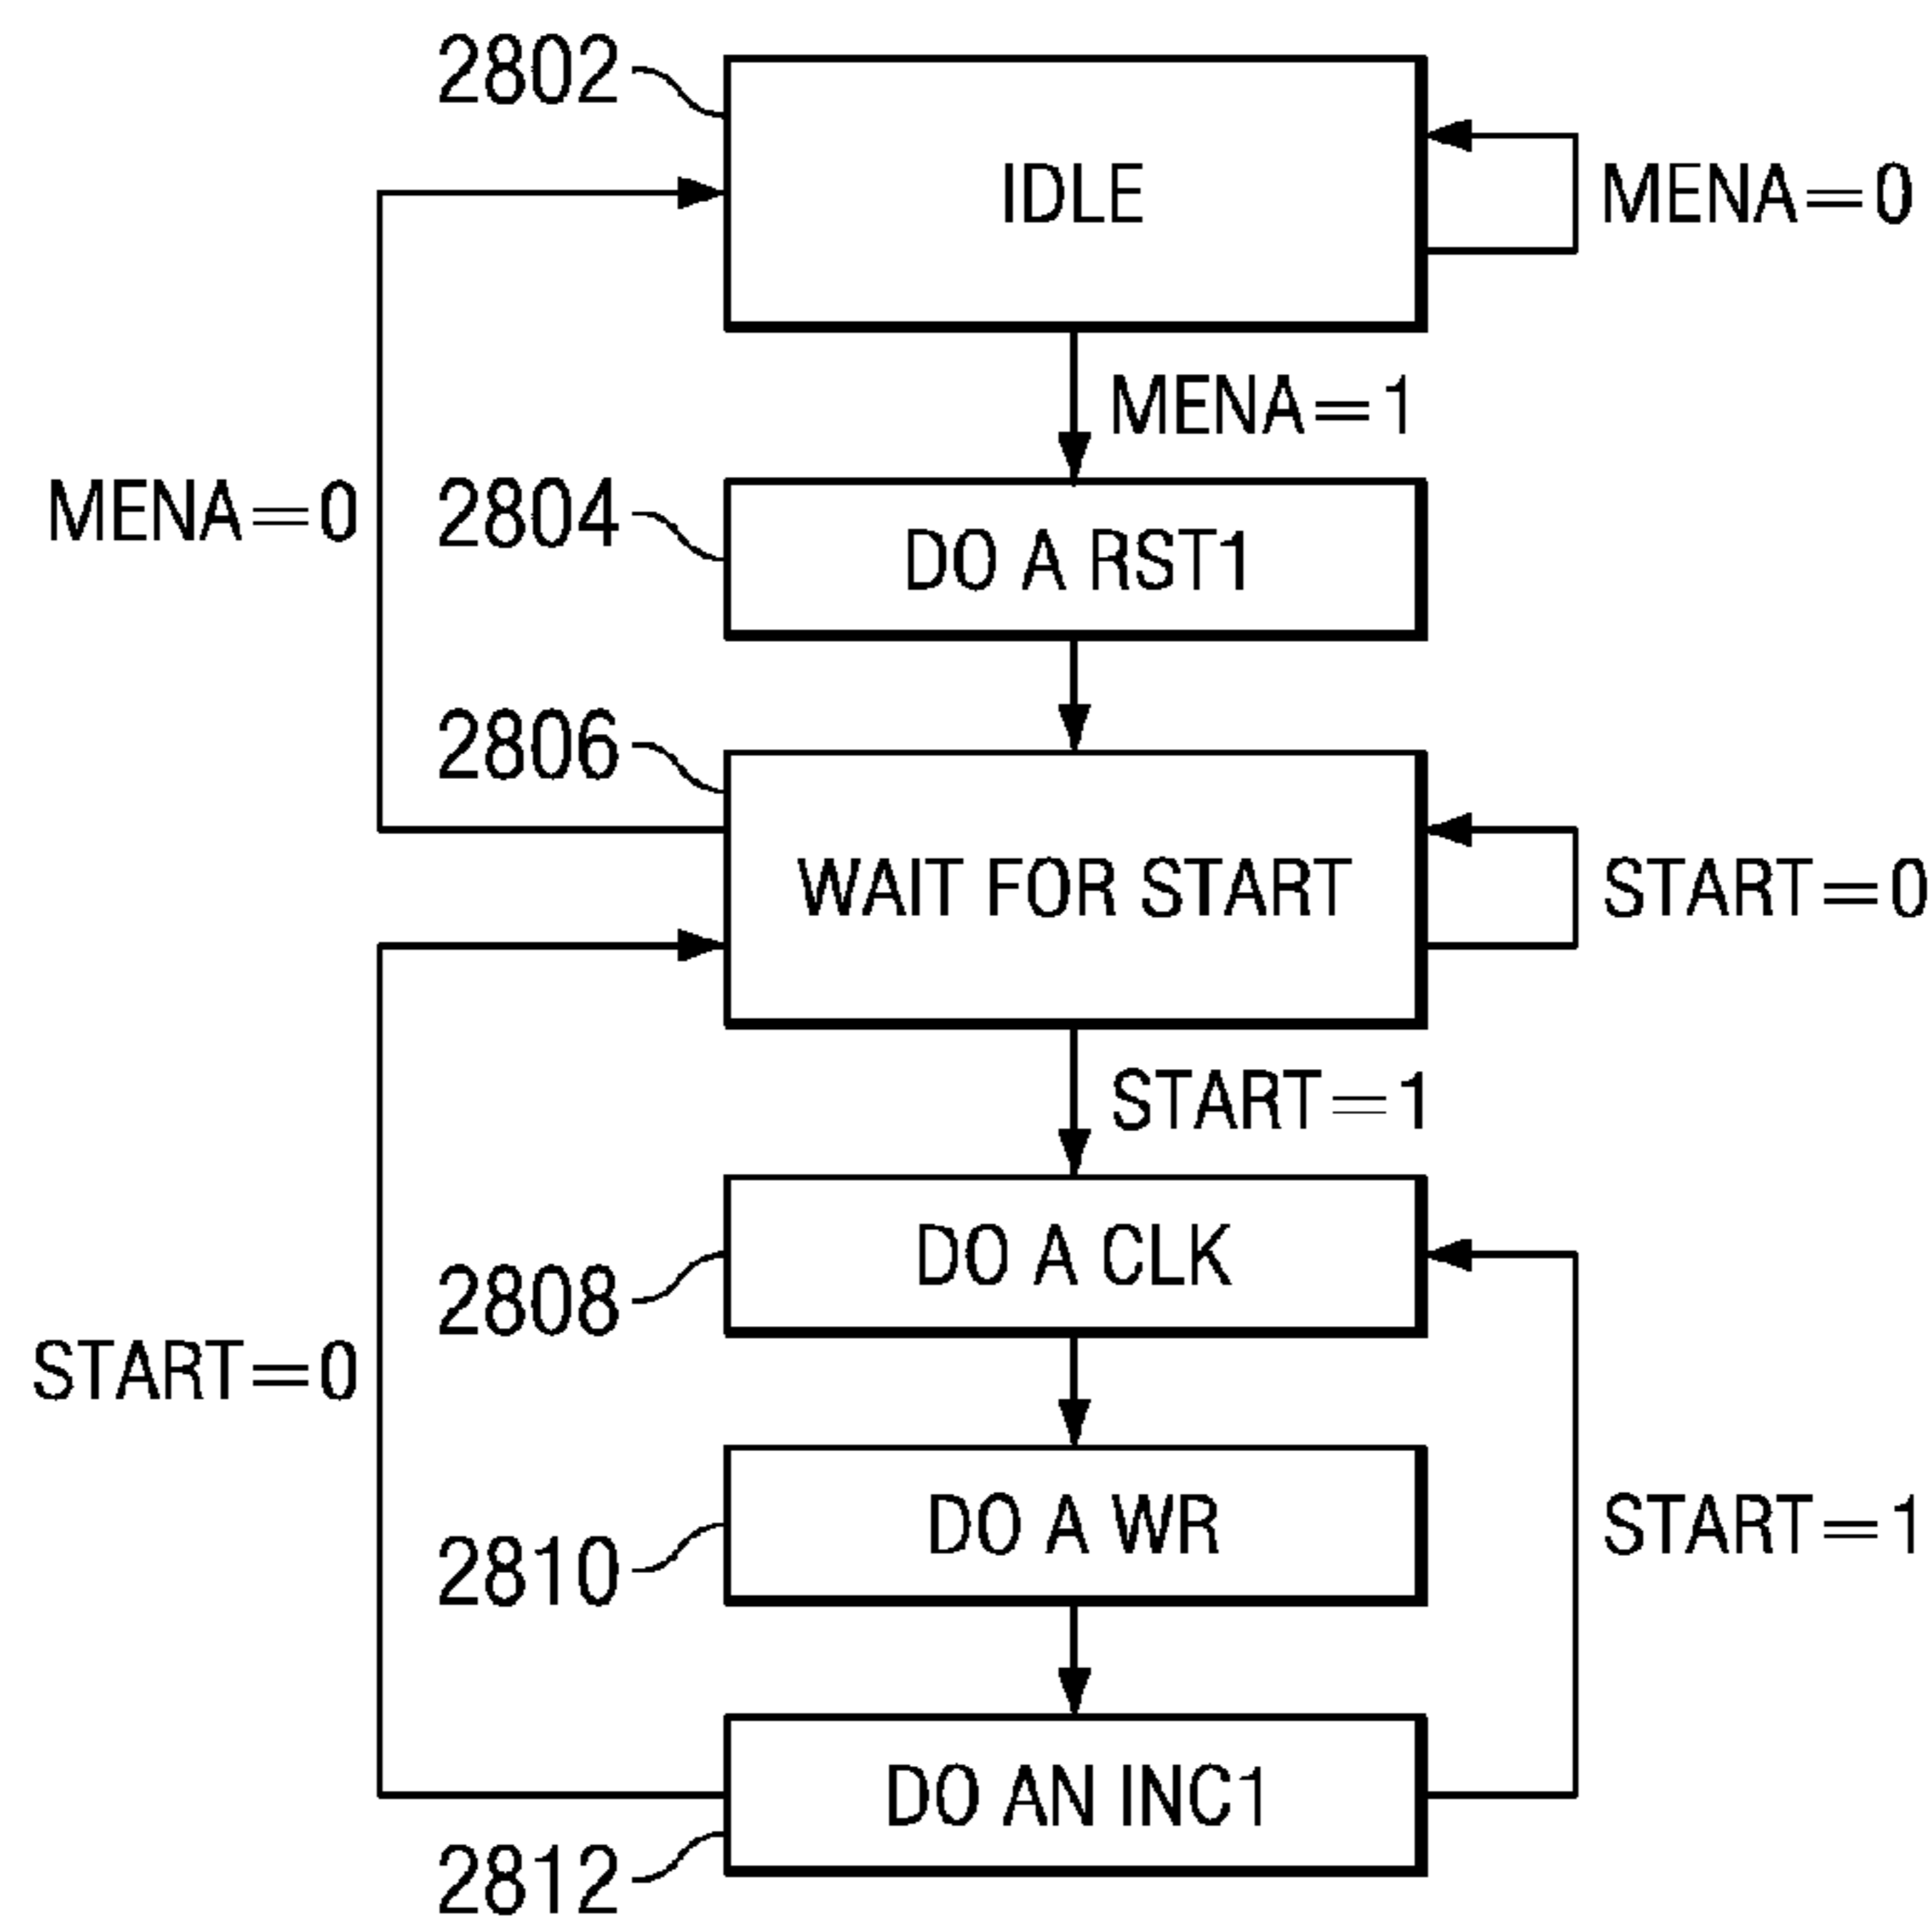 2802
IDLE
MENA=0
MENA=1
MENA=0
2804
DO A RST1
2806
WAIT FOR START
START=0
START=1
DO A CLK
2808
START=0
DO A WR
START=1
2810
DO AN INC1
2812